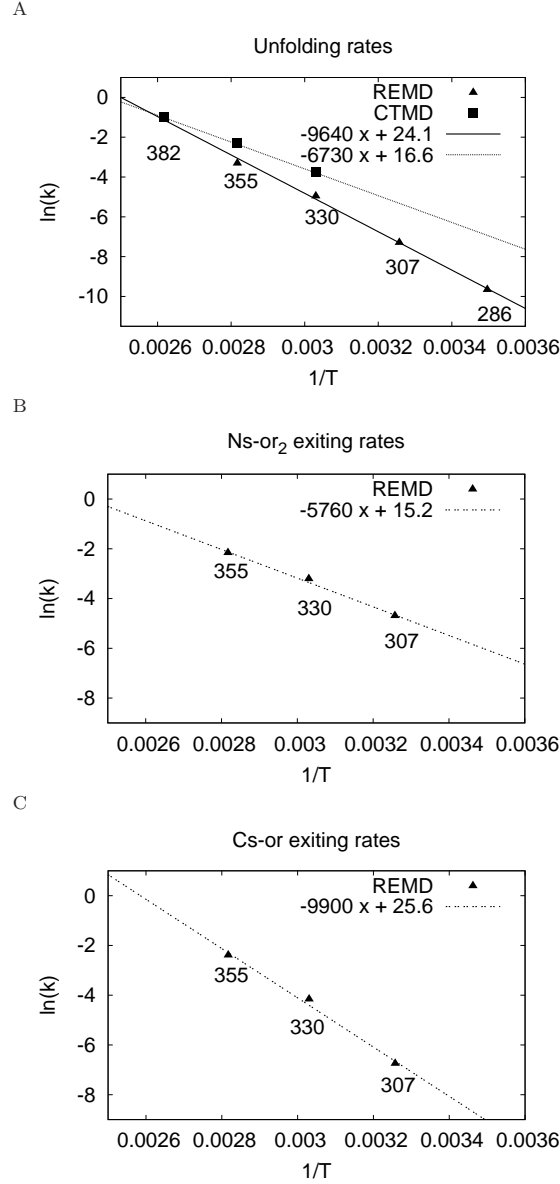 A
Unfolding rates
REMD
CTMD
-9640 x + 24.1
-6730 x + 16.6
0
-2
-4
-6
-8
-10
ln(k)
382
355
330
307
286
0.0026 0.0028 0.003 0.0032 0.0034 0.0036
1/T
B
Ns-or2 exiting rates
REMD
-5760 x + 15.2
0
-2
-4
-6
-8
ln(k)
355
330
307
0.0026 0.0028 0.003 0.0032 0.0034 0.0036
1/T
C
Cs-or exiting rates
REMD
-9900 x + 25.6
0
-2
-4
-6
-8
ln(k)
355
330
307
0.0026 0.0028 0.003 0.0032 0.0034 0.0036
1/T